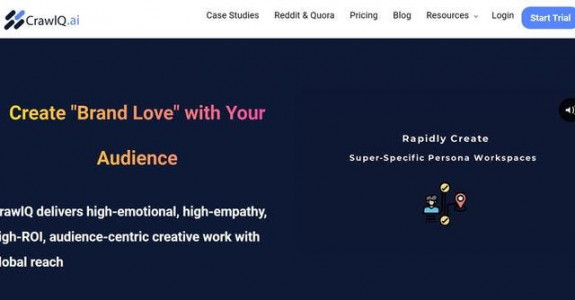 CrawlQ.ai
Case Studies Reddit & Quora Pricing Blog Resources Login Start Trial
Create "Brand Love" with Your
Audience
rawlQ delivers high-emotional, high-empathy,
igh-ROI, audience-centric creative work with
lobal reach
Rapidly Create
Super-Specific Persona Workspaces